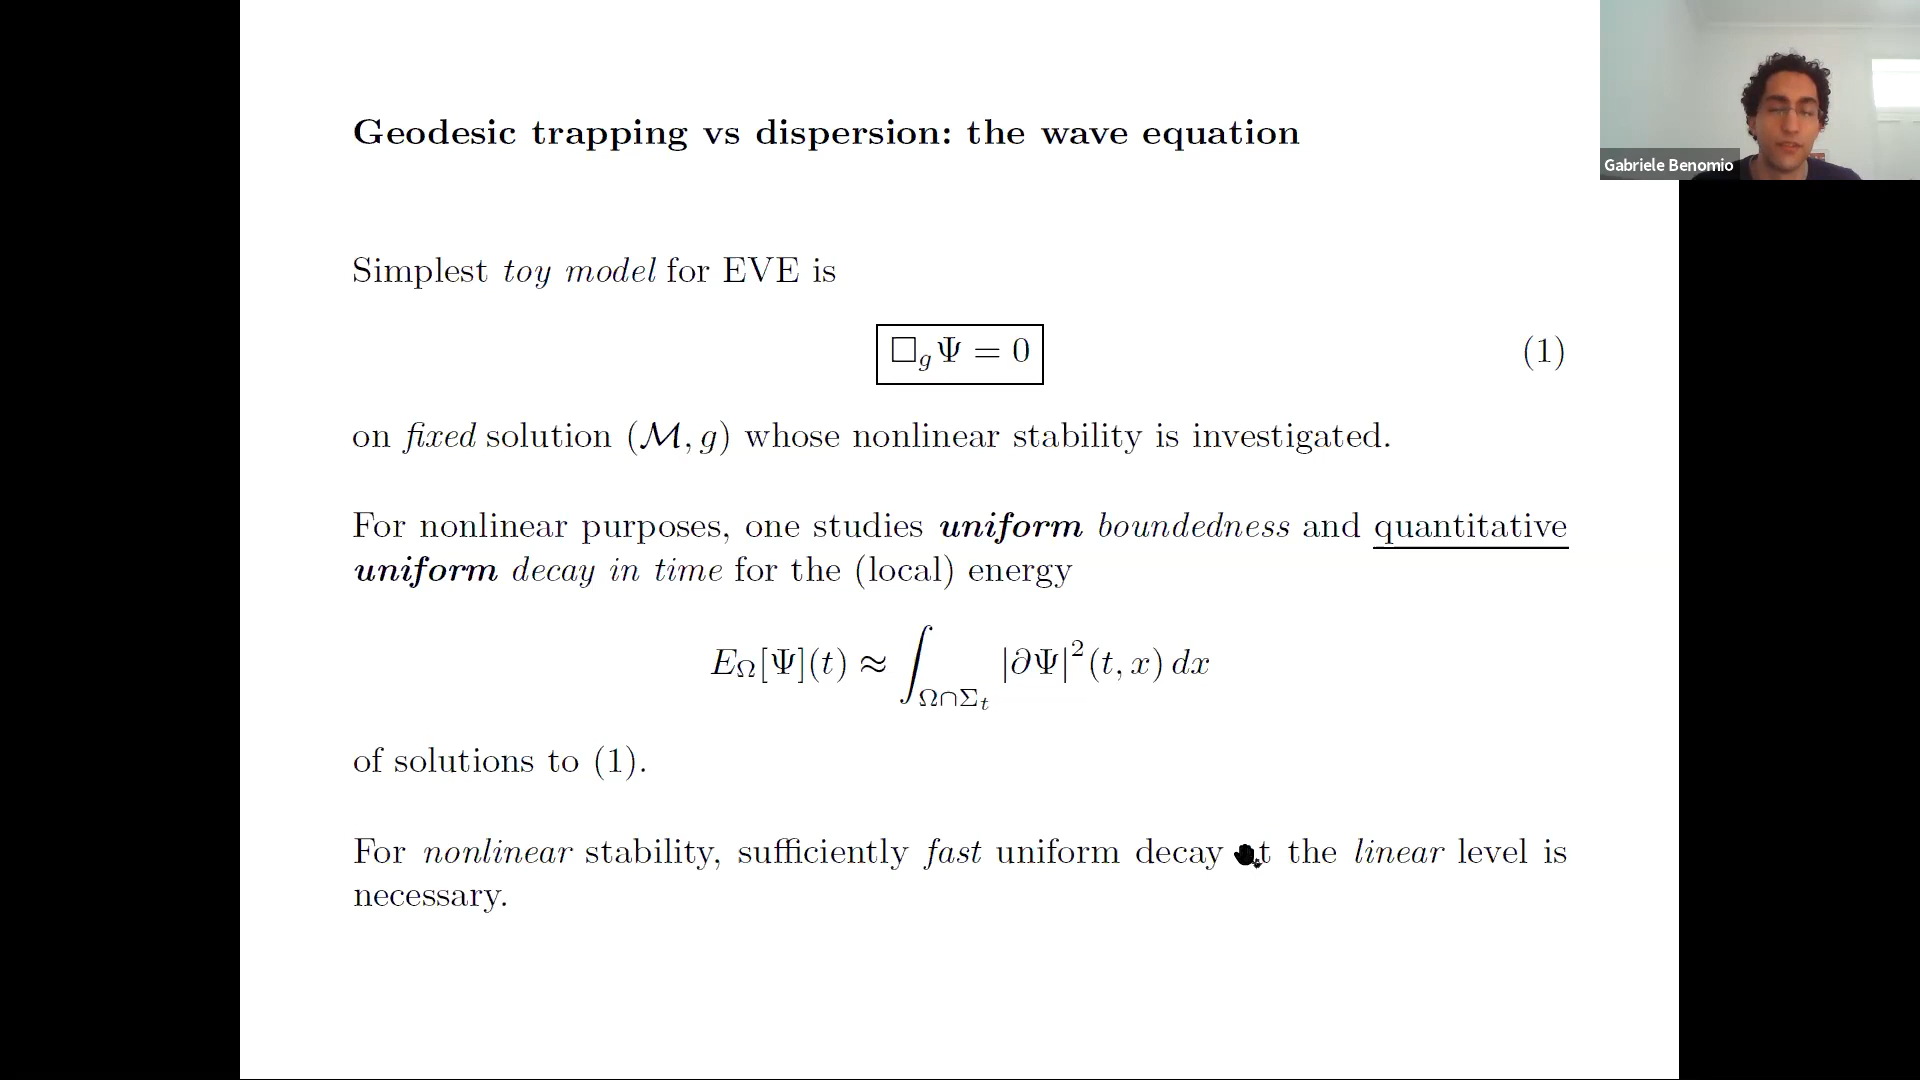 Geodesic trapping vs dispersion: the wave equation
Gabriele Benomio
Simplest toy model for EVE is
□_g Ψ = 0
(1)
on fixed solution (ℳ, g) whose nonlinear stability is investigated.
For nonlinear purposes, one studies uniform boundedness and quantitative
uniform decay in time for the (local) energy
E_Ω[Ψ](t) ≈ ∫_{Ω∩Σ_t} |∂Ψ|²(t, x) dx
of solutions to (1).
For nonlinear stability, sufficiently fast uniform decay at the linear level is
necessary.